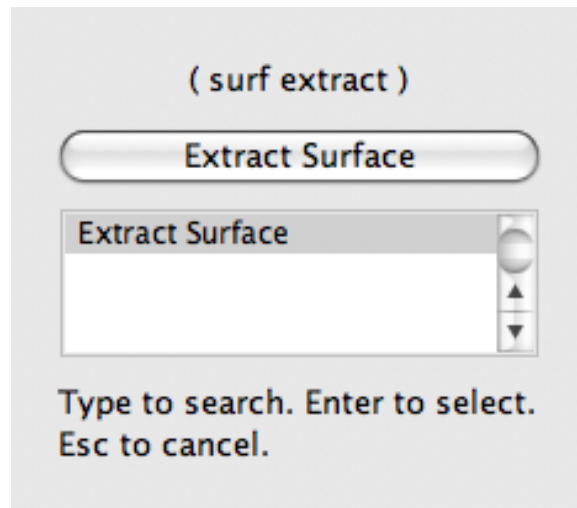 ( surf extract )
Extract Surface
Extract Surface
Type to search. Enter to select.
Esc to cancel.